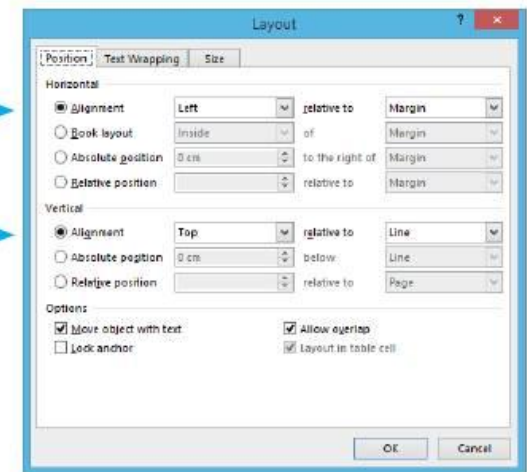 Layout ?
Position Text Wrapping Size
Horizontal
Alignment Left relative to Margin
Book layout Inside of Margin
Absolute position 0 cm to the right of Margin
Relative position relative to Margin
Vertical
Alignment Top relative to Line
Absolute position 0 cm below Line
Relative position relative to Page
Options
Move object with text Allow overlap
Lock anchor Layout in table cell
OK Cancel